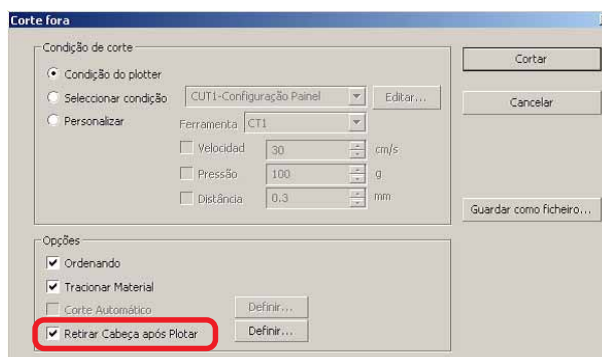 Corte fora
Condição de corte
Condição do plotter
Seleccionar condição CUT1-Configuração Painel Editar...
Personalizar Ferramenta CT1
Velocidad 30 cm/s
Pressão 100 g
Distância 0.3 mm
Cortar
Cancelar
Guardar como ficheiro...
Opções
Ordenando
Tracionar Material
Corte Automático Definir...
Retirar Cabeça após Plotar Definir...